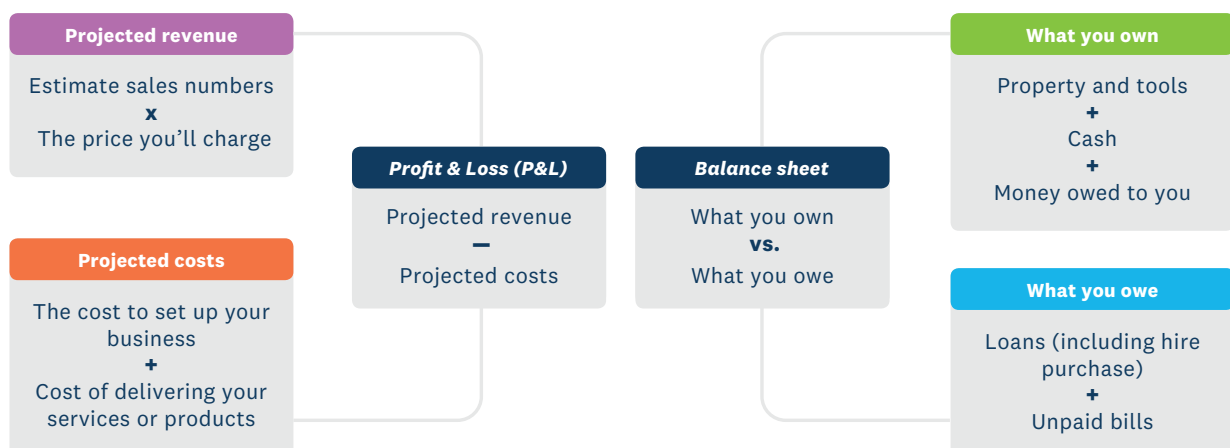 Projected revenue
Estimate sales numbers
x
The price you’ll charge
Projected costs
The cost to set up your
business
+
Cost of delivering your
services or products
Profit & Loss (P&L)
Projected revenue
—
Projected costs
Balance sheet
What you own
vs.
What you owe
What you own
Property and tools
+
Cash
+
Money owed to you
What you owe
Loans (including hire
purchase)
+
Unpaid bills